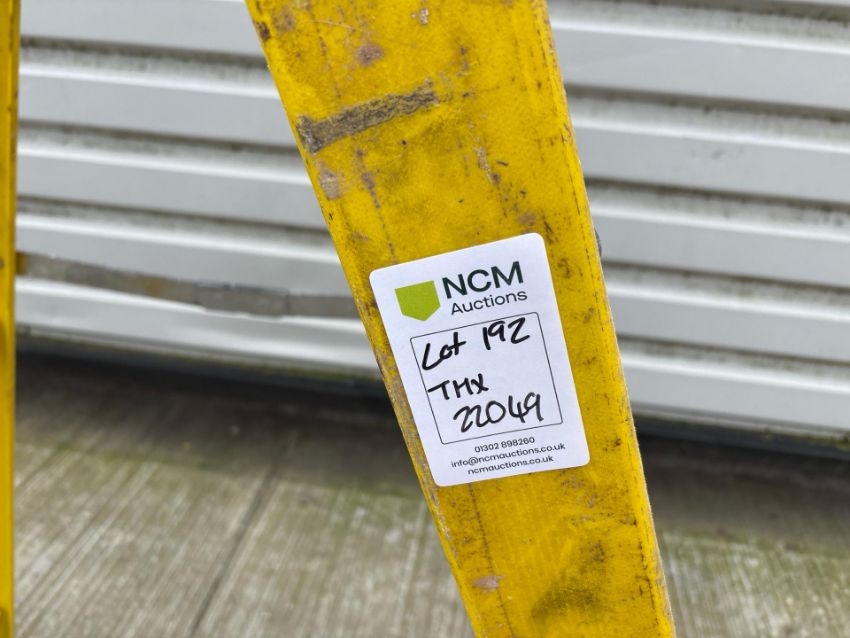 NCM
Auctions
Lot 192
THX
22049
01302 898260
info@ncmauctions.co.uk
ncmauctions.co.uk